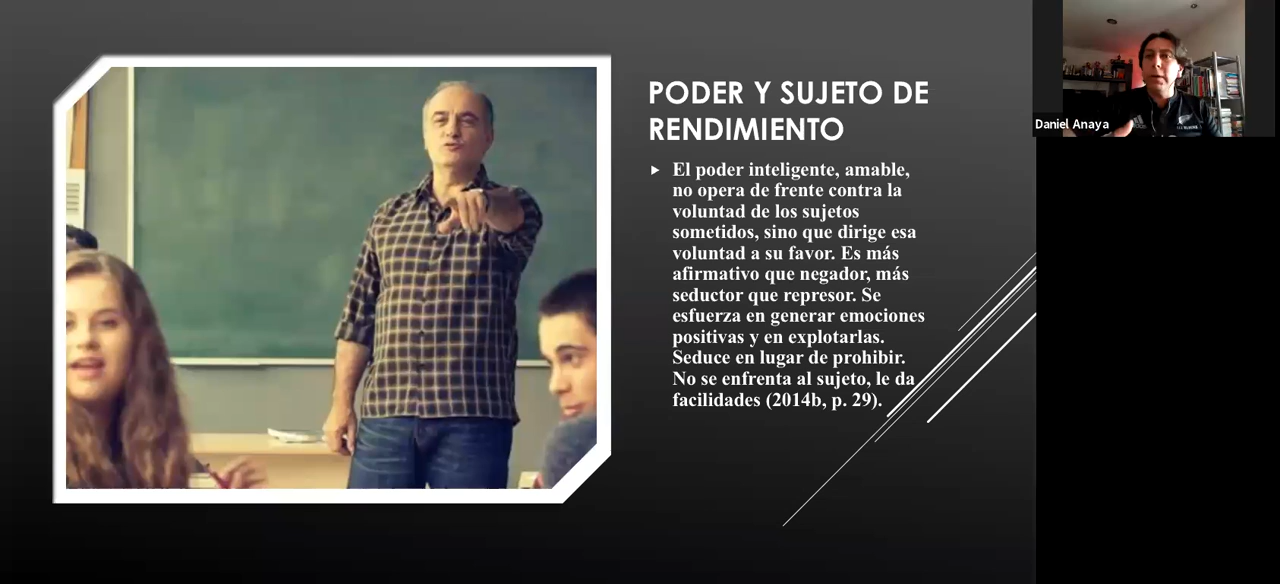 PODER Y SUJETO DE
RENDIMIENTO
El poder inteligente, amable,
no opera de frente contra la
voluntad de los sujetos
sometidos, sino que dirige esa
voluntad a su favor. Es más
afirmativo que negador, más
seductor que represor. Se
esfuerza en generar emociones
positivas y en explotarlas.
Seduce en lugar de prohibir.
No se enfrenta al sujeto, le da
facilidades (2014b, p. 29).
Daniel Anaya